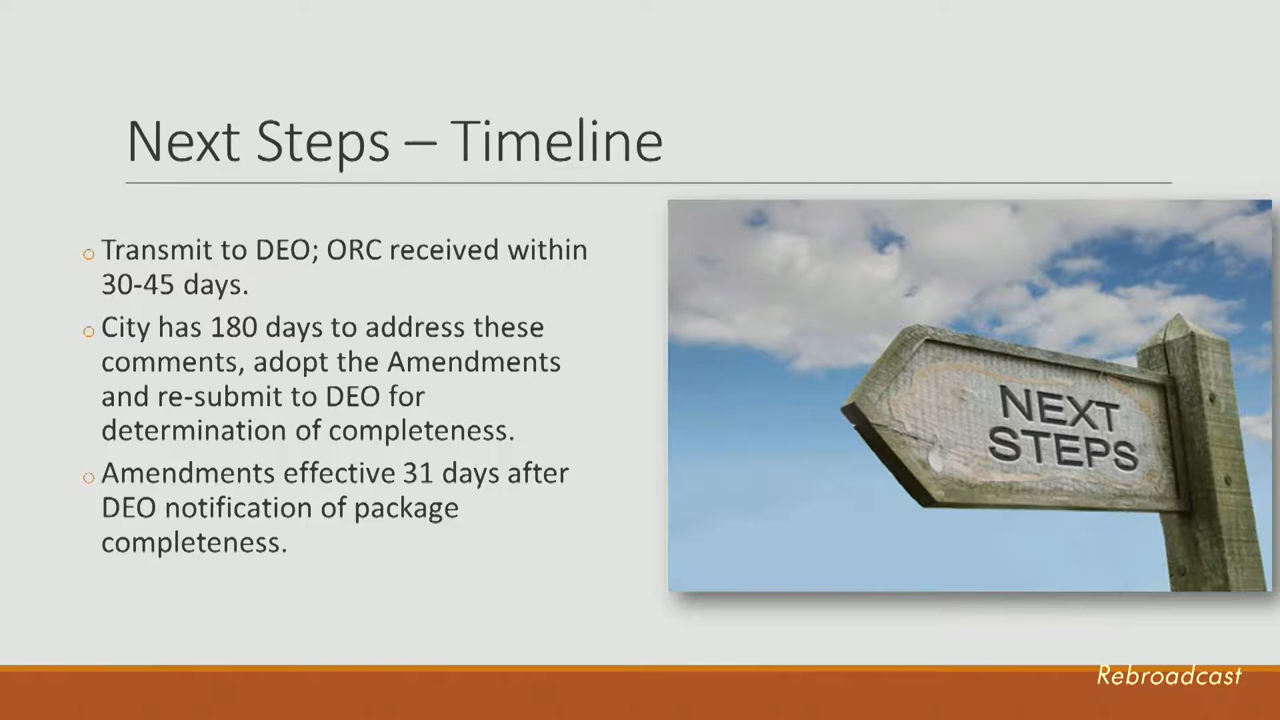 Next Steps – Timeline
Transmit to DEO; ORC received within
30-45 days.
City has 180 days to address these
comments, adopt the Amendments
and re-submit to DEO for
determination of completeness.
Amendments effective 31 days after
DEO notification of package
completeness.
NEXT
STEPS
Rebroadcast